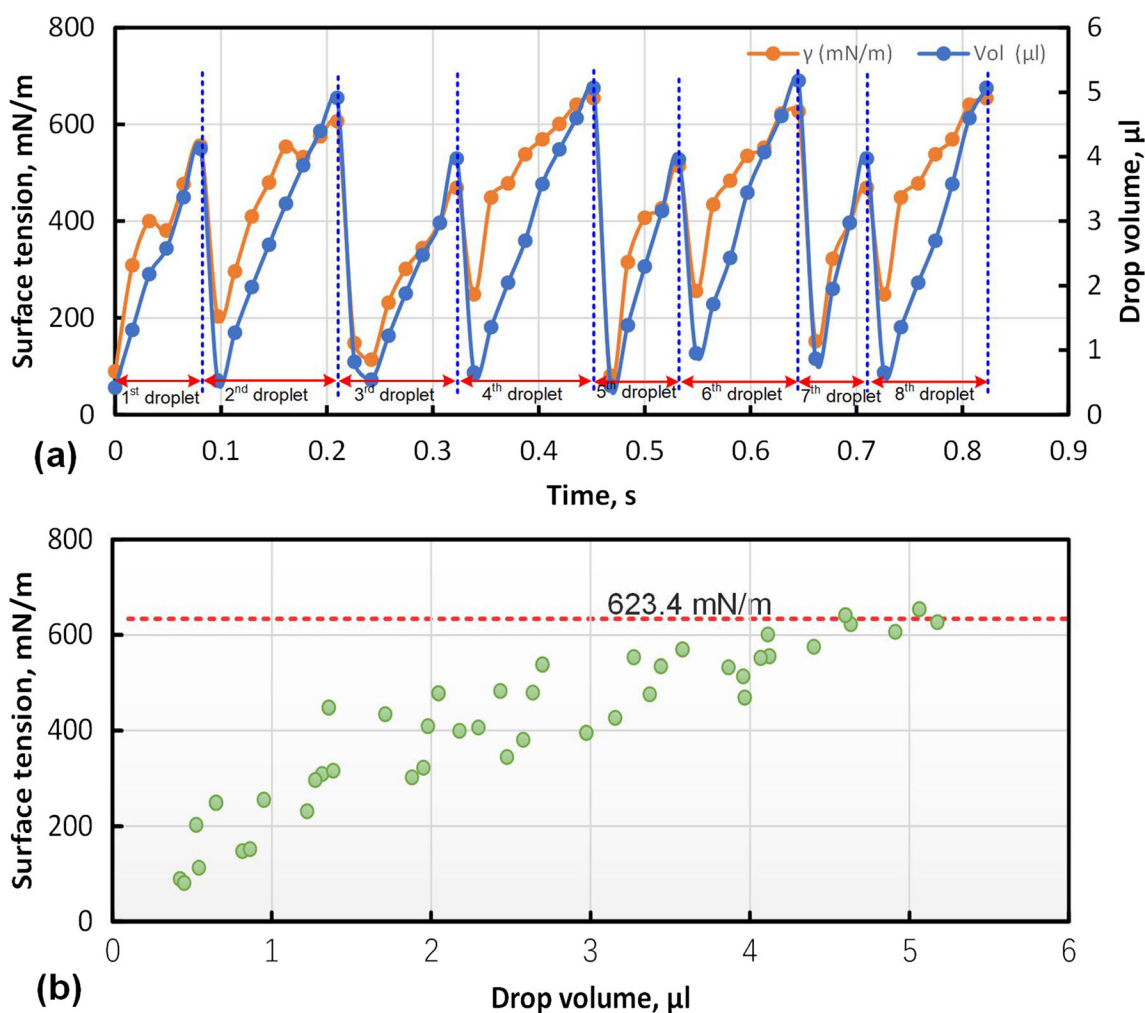 800
600
400
200
0
Surface tension, mN/m
γ (mN/m)
Vol (μl)
6
5
4
3
2
1
0
Drop volume, μl
1st droplet
2nd droplet
3rd droplet
4th droplet
5th droplet
6th droplet
7th droplet
8th droplet
0 0.1 0.2 0.3 0.4 0.5 0.6 0.7 0.8 0.9
(a)
Time, s
800
600
400
200
0
Surface tension, mN/m
623.4 mN/m
0 1 2 3 4 5 6
(b)
Drop volume, μl